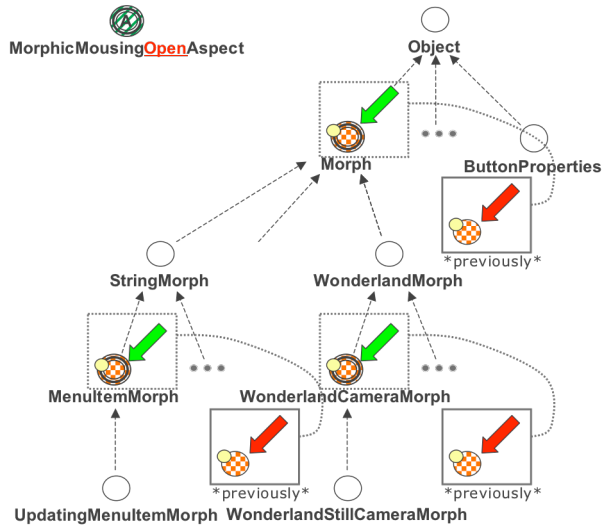 A
MorphicMousingOpenAspect
Object
Morph
ButtonProperties
*previously*
StringMorph
WonderlandMorph
MenuItemMorph
WonderlandCameraMorph
*previously*
*previously*
UpdatingMenuItemMorph
WonderlandStillCameraMorph